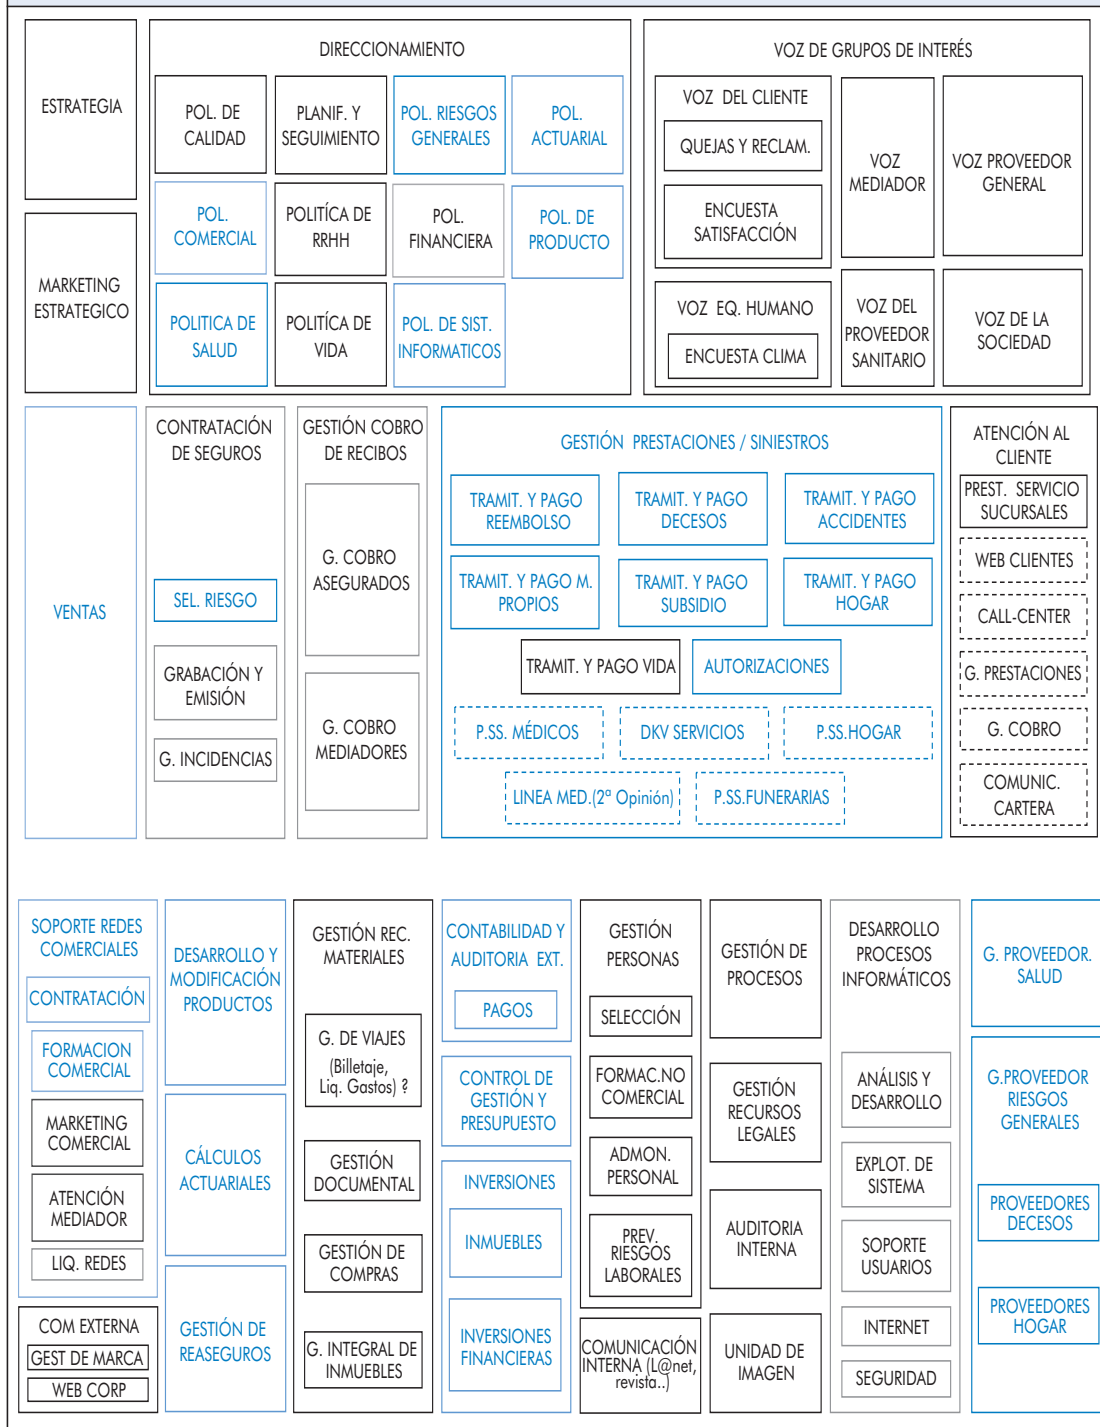 ESTRATEGIA
MARKETING
ESTRATEGICO
DIRECCIONAMIENTO
POL. DE
CALIDAD
PLANIF. Y
SEGUIMIENTO
POL. RIESGOS
GENERALES
POL.
ACTUARIAL
POL.
COMERCIAL
POLITÍCA DE
RRHH
POL.
FINANCIERA
POL. DE
PRODUCTO
POLITICA DE
SALUD
POLITÍCA DE
VIDA
POL. DE SIST.
INFORMATICOS
VOZ DE GRUPOS DE INTERÉS
VOZ DEL CLIENTE
QUEJAS Y RECLAM.
ENCUESTA
SATISFACCIÓN
VOZ
MEDIADOR
VOZ PROVEEDOR
GENERAL
VOZ EQ. HUMANO
ENCUESTA CLIMA
VOZ DEL
PROVEEDOR
SANITARIO
VOZ DE LA
SOCIEDAD
VENTAS
CONTRATACIÓN
DE SEGUROS
SEL. RIESGO
GRABACIÓN Y
EMISIÓN
G. INCIDENCIAS
GESTIÓN COBRO
DE RECIBOS
G. COBRO
ASEGURADOS
G. COBRO
MEDIADORES
GESTIÓN PRESTACIONES / SINIESTROS
TRAMIT. Y PAGO
REEMBOLSO
TRAMIT. Y PAGO
DECESOS
TRAMIT. Y PAGO
ACCIDENTES
TRAMIT. Y PAGO M.
PROPIOS
TRAMIT. Y PAGO
SUBSIDIO
TRAMIT. Y PAGO
HOGAR
TRAMIT. Y PAGO VIDA
AUTORIZACIONES
P.SS. MÉDICOS
DKV SERVICIOS
P.SS.HOGAR
LINEA MED.(2ª Opinión)
P.SS.FUNERARIAS
ATENCIÓN AL
CLIENTE
PREST. SERVICIO
SUCURSALES
WEB CLIENTES
CALL-CENTER
G. PRESTACIONES
G. COBRO
COMUNIC.
CARTERA
SOPORTE REDES
COMERCIALES
CONTRATACIÓN
FORMACION
COMERCIAL
MARKETING
COMERCIAL
ATENCIÓN
MEDIADOR
LIQ. REDES
COM EXTERNA
GEST DE MARCA
WEB CORP
DESARROLLO Y
MODIFICACIÓN
PRODUCTOS
CÁLCULOS
ACTUARIALES
GESTIÓN DE
REASEGUROS
GESTIÓN REC.
MATERIALES
G. DE VIAJES
(Billetaje,
Liq. Gastos) ?
GESTIÓN
DOCUMENTAL
GESTIÓN DE
COMPRAS
G. INTEGRAL DE
INMUEBLES
CONTABILIDAD Y
AUDITORIA EXT.
PAGOS
CONTROL DE
GESTIÓN Y
PRESUPUESTO
INVERSIONES
INMUEBLES
INVERSIONES
FINANCIERAS
GESTIÓN
PERSONAS
SELECCIÓN
FORMAC.NO
COMERCIAL
ADMON.
PERSONAL
PREV.
RIESGOS
LABORALES
COMUNICACIÓN
INTERNA (L@net,
revista..)
GESTIÓN DE
PROCESOS
GESTIÓN
RECURSOS
LEGALES
AUDITORIA
INTERNA
UNIDAD DE
IMAGEN
DESARROLLO
PROCESOS
INFORMÁTICOS
ANÁLISIS Y
DESARROLLO
EXPLOT. DE
SISTEMA
SOPORTE
USUARIOS
INTERNET
SEGURIDAD
G. PROVEEDOR.
SALUD
G.PROVEEDOR
RIESGOS
GENERALES
PROVEEDORES
DECESOS
PROVEEDORES
HOGAR